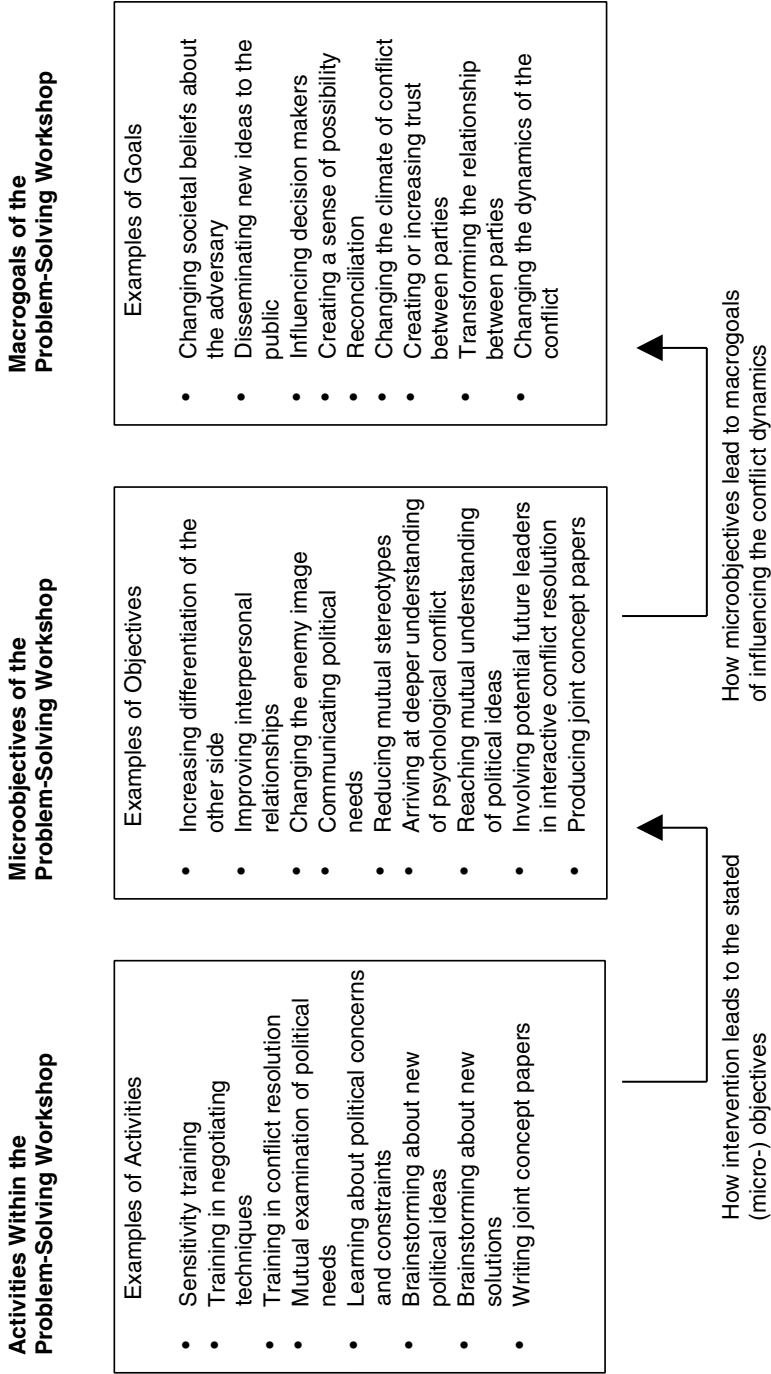 Activities Within the
Problem-Solving Workshop
Examples of Activities
• Sensitivity training
• Training in negotiating
techniques
• Training in conflict resolution
• Mutual examination of political
needs
• Learning about political concerns
and constraints
• Brainstorming about new
political ideas
• Brainstorming about new
solutions
• Writing joint concept papers
How intervention leads to the stated
(micro-) objectives
Microobjectives of the
Problem-Solving Workshop
Examples of Objectives
• Increasing differentiation of the
other side
• Improving interpersonal
relationships
• Changing the enemy image
• Communicating political
needs
• Reducing mutual stereotypes
• Arriving at deeper understanding
of psychological conflict
• Reaching mutual understanding
of political ideas
• Involving potential future leaders
in interactive conflict resolution
• Producing joint concept papers
How microobjectives lead to macrogoals
of influencing the conflict dynamics
Macrogoals of the
Problem-Solving Workshop
Examples of Goals
• Changing societal beliefs about
the adversary
• Disseminating new ideas to the
public
• Influencing decision makers
• Creating a sense of possibility
• Reconciliation
• Changing the climate of conflict
• Creating or increasing trust
between parties
• Transforming the relationship
between parties
• Changing the dynamics of the
conflict